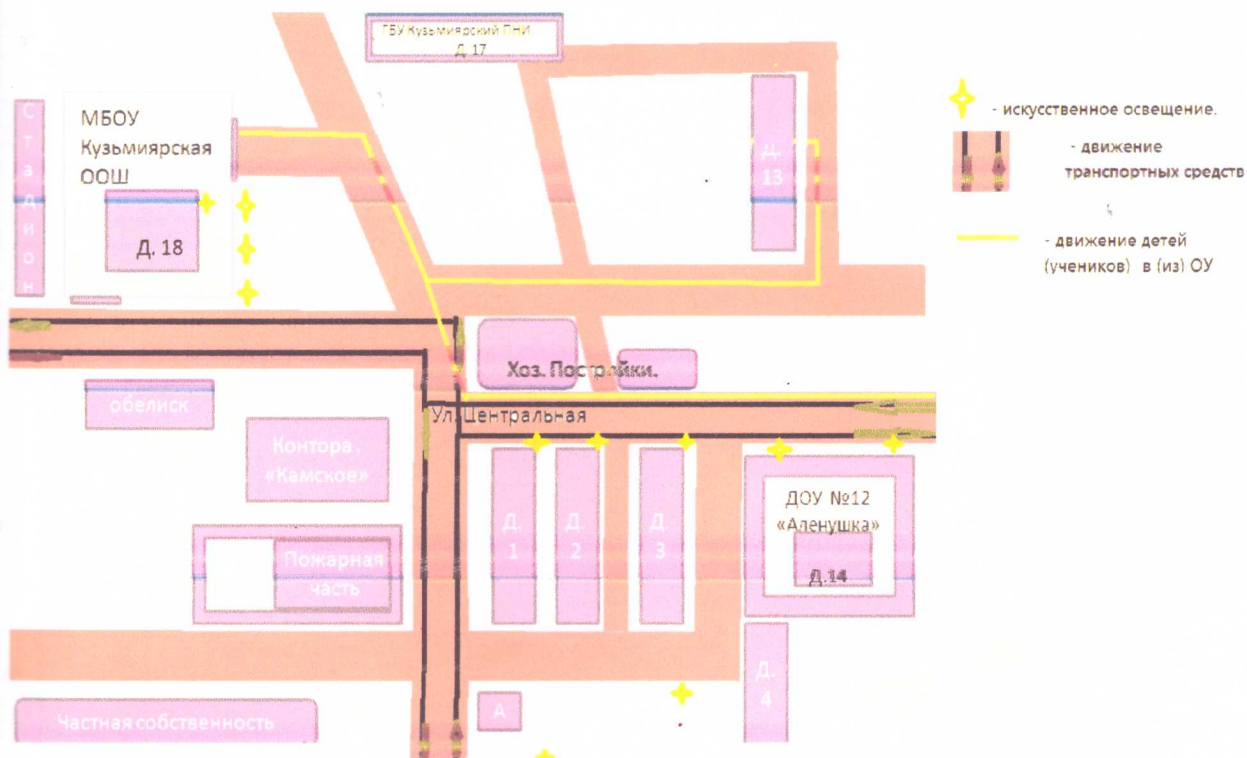 ГБУ Кузьмиярский ПНИ
Д. 17
МБОУ
Кузьмиярская
ООШ
Д. 18
Стадион
Д.
13
- искусственное освещение.
- движение
транспортных средств
- движение детей
(учеников) в (из) ОУ
Хоз. Постройки.
обелиск
Ул. Центральная
Контора.
«Камское»
Пожарная
часть
Д.
1
Д.
2
Д.
3
ДОУ №12
«Аленушка»
Д.14
Д.
4
А
Частная собственность